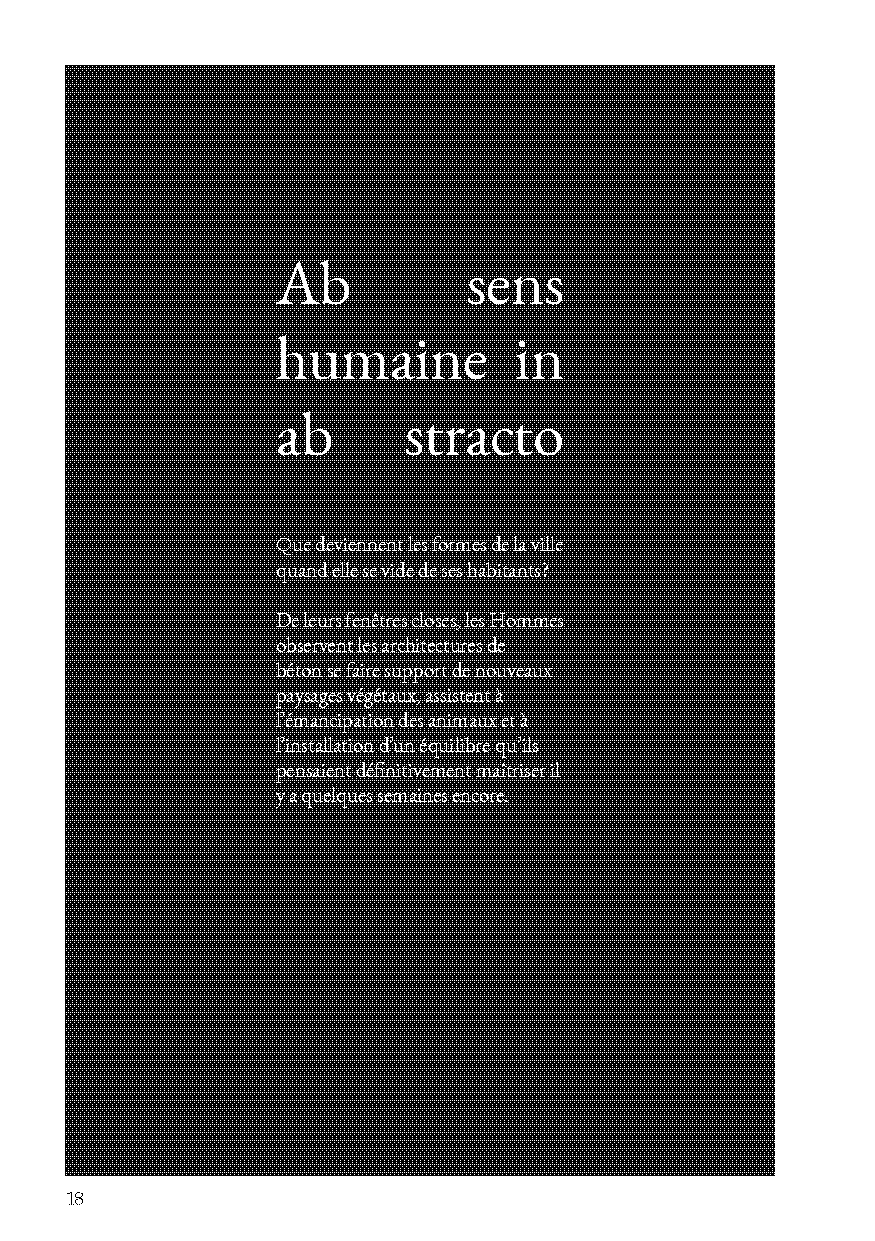 Ab sens
humaine in
ab stracto
Que deviennent les formes de la ville
quand elle se vide de ses habitants?
De leurs fenêtres closes, les Hommes
observent les architectures de
béton se faire support de nouveaux
paysages végétaux, assistent à
l’émancipation des animaux et à
l’installation d’un équilibre qu’ils
pensaient définitivement maîtriser il
y a quelques semaines encore.
18